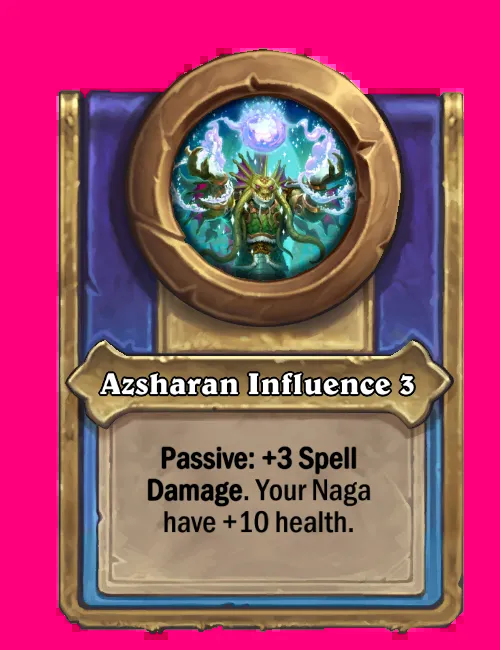 Azsharan Influence 3
Passive: +3 Spell
Damage. Your Naga
have +10 health.